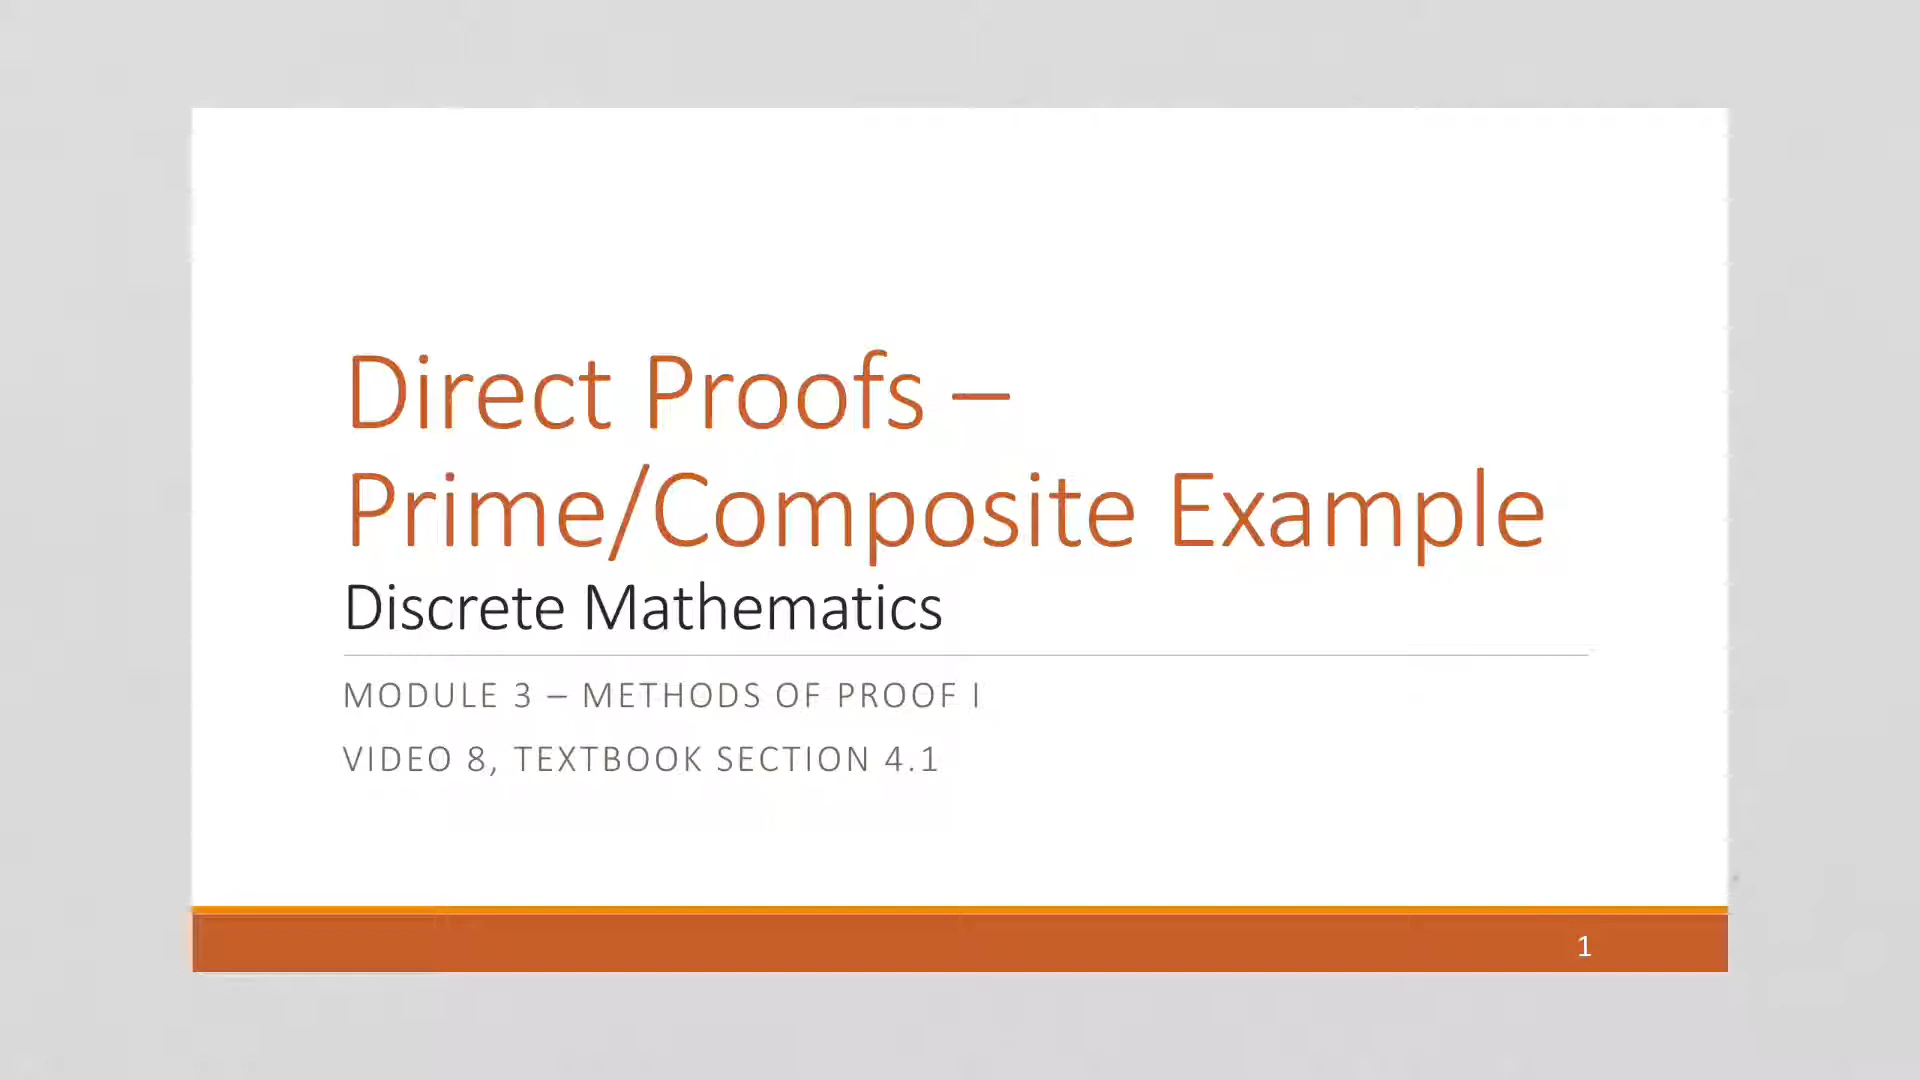 Direct Proofs –
Prime/Composite Example
Discrete Mathematics
MODULE 3 – METHODS OF PROOF I
VIDEO 8, TEXTBOOK SECTION 4.1
1